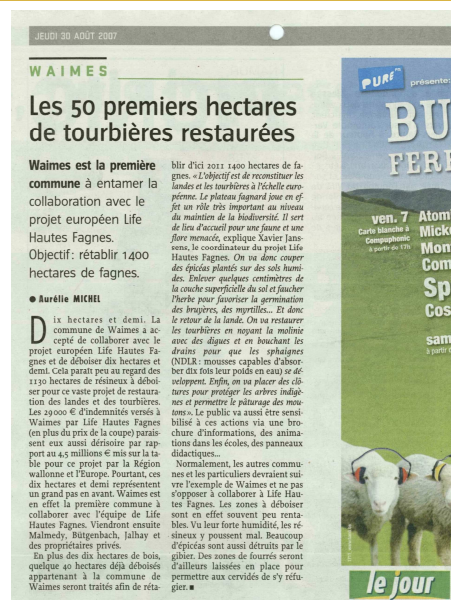 JEUDI 30 AOÛT 2007
WAIMES
Les 50 premiers hectares
de tourbières restaurées
Waimes est la première
commune à entamer la
collaboration avec le
projet européen Life
Hautes Fagnes.
Objectif : rétablir 1400
hectares de fagnes.
● Aurélie MICHEL
Dix hectares et demi. La
commune de Waimes a ac-
cepté de collaborer avec le
projet européen Life Hautes Fa-
gnes et de déboiser dix hectares et
demi. Cela paraît peu au regard des
1130 hectares de résineux à déboi-
ser pour ce vaste projet de restaura-
tion des landes et des tourbières.
Les 29000 € d'indemnités versés à
Waimes par Life Hautes Fagnes
(en plus du prix de la coupe) parais-
sent eux aussi dérisoire par rap-
port au 4,5 millions € mis sur la ta-
ble pour ce projet par la Région
wallonne et l'Europe. Pourtant, ces
dix hectares et demi représentent
un grand pas en avant. Waimes est
en effet la première commune à
collaborer avec l'équipe de Life
Hautes Fagnes. Viendront ensuite
Malmedy, Bütgenbach, Jalhay et
des propriétaires privés.
En plus des dix hectares de bois,
quelque 40 hectares déjà déboisés
appartenant à la commune de
Waimes seront traités afin de réta-
blir d'ici 2011 1400 hectares de fa-
gnes. « L'objectif est de reconstituer les
landes et les tourbières à l'échelle euro-
péenne. Le plateau fagnard joue en ef-
fet un rôle très important au niveau
du maintien de la biodiversité. Il sert
de lieu d'accueil pour une faune et une
flore menacée, explique Xavier Jans-
sens, le coordinateur du projet Life
Hautes Fagnes. On va donc couper
des épicéas plantés sur des sols humi-
des. Enlever quelques centimètres de
la couche superficielle du sol et faucher
l'herbe pour favoriser la germination
des bruyères, des myrtilles... Et donc
le retour de la lande. On va restaurer
les tourbières en noyant la molinie
avec des digues et en bouchant les
drains pour que les sphaignes
(NDLR : mousses capables d'absor-
ber dix fois leur poids en eau) se dé-
veloppent. Enfin, on va placer des clô-
tures pour protéger les arbres indigè-
nes et permettre le pâturage des mou-
tons ». Le public va aussi être sensi-
bilisé à ces actions via une bro-
chure d'informations, des anima-
tions dans les écoles, des panneaux
didactiques...
Normalement, les autres commu-
nes et les particuliers devraient sui-
vre l'exemple de Waimes et ne pas
s'opposer à collaborer à Life Hau-
tes Fagnes. Les zones à déboiser
sont en effet souvent peu renta-
bles. Vu leur forte humidité, les ré-
sineux y poussent mal. Beaucoup
d'épicéas sont aussi détruits par le
gibier. Des zones de fourrés seront
d'ailleurs laissées en place pour
permettre aux cervidés de s'y réfu-
gier. ■
PURE FM présente:
BU
FERR
ven. 7
Carte blanche à
Compuphonic
à partir de 17h
Atom
Micke
Mon
Com
Sp
Cos
sam
à partir d
le jour